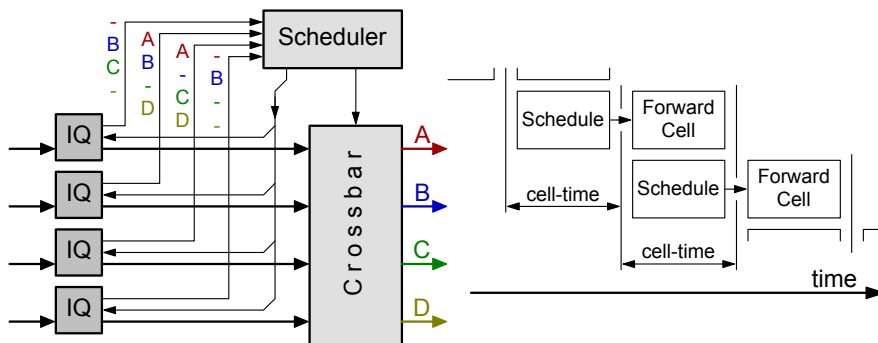 Scheduler
- B C -
A B - D
A - C D
- B - -
IQ
IQ
IQ
IQ
Crossbar
A
B
C
D
Schedule
Forward Cell
Schedule
Forward Cell
cell-time
cell-time
time